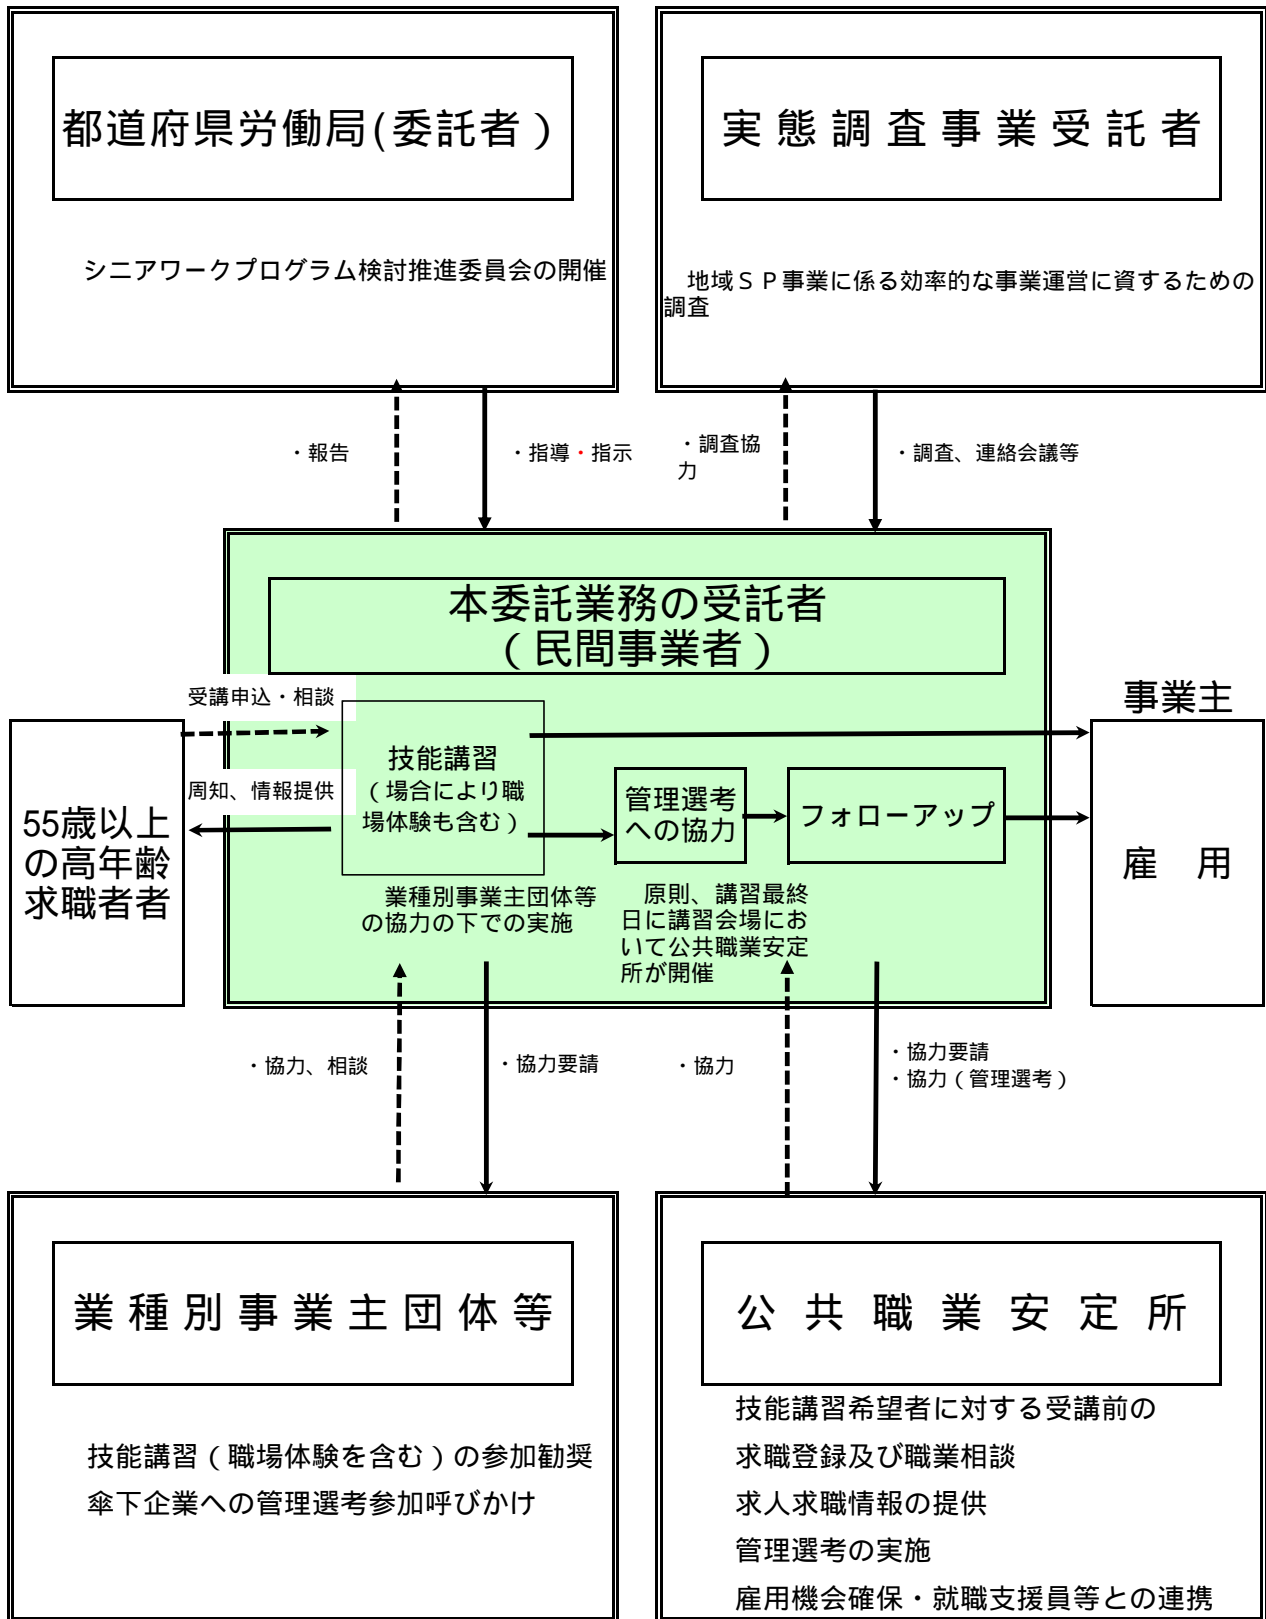 都道府県労働局(委託者)
シニアワークプログラム検討推進委員会の開催
実態調査事業受託者
地域SP事業に係る効率的な事業運営に資するための
調査
・報告
・指導・指示
・調査協
力
・調査、連絡会議等
本委託業務の受託者
(民間事業者)
受講申込・相談
周知、情報提供
55歳以上
の高年齢
求職者者
技能講習
(場合により職
場体験も含む)
業種別事業主団体等
の協力の下での実施
管理選考
への協力
原則、講習最終
日に講習会場にお
いて公共職業安定
所が開催
フォローアップ
事業主
雇 用
・協力、相談
・協力要請
・協力
・協力要請
・協力(管理選考)
業種別事業主団体等
技能講習(職場体験を含む)の参加勧奨
傘下企業への管理選考参加呼びかけ
公共職業安定所
技能講習希望者に対する受講前の
求職登録及び職業相談
求人求職情報の提供
管理選考の実施
雇用機会確保・就職支援員等との連携